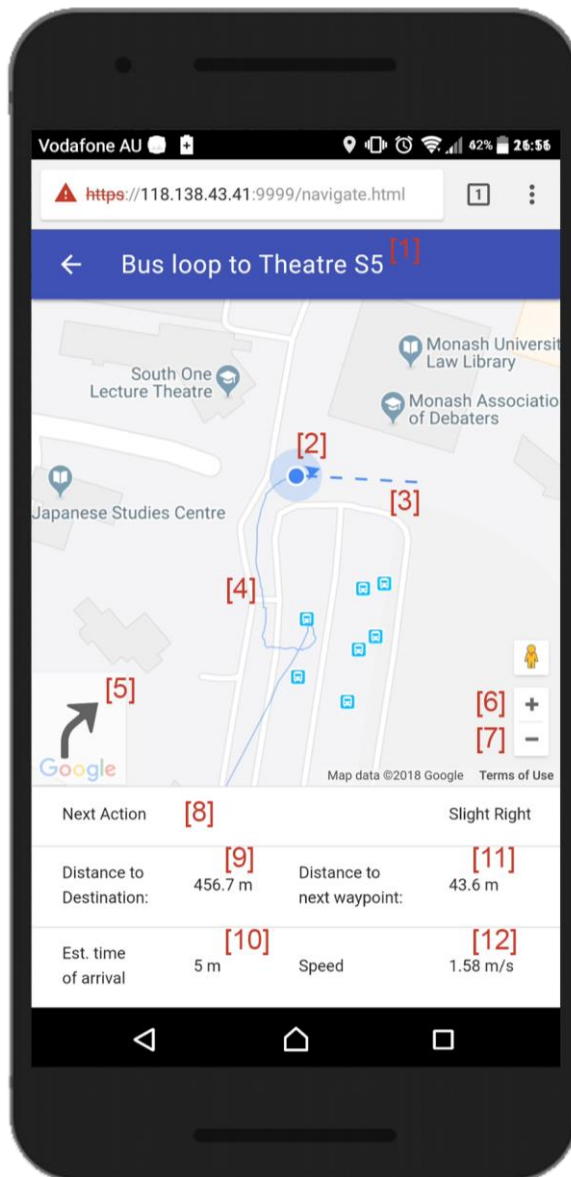 Vodafone AU 62% 26:56
https://118.138.43.41:9999/navigate.html 1
Bus loop to Theatre S5 [1]
Monash Universit
Law Library
South One
Lecture Theatre
Monash Associatio
of Debaters
[2]
[3]
Japanese Studies Centre
[4]
[5]
[6] +
[7] −
Google
Map data ©2018 Google Terms of Use
Next Action [8] Slight Right
[9] [11]
Distance to
Destination: 456.7 m
Distance to
next waypoint: 43.6 m
[10] [12]
Est. time
of arrival 5 m
Speed 1.58 m/s